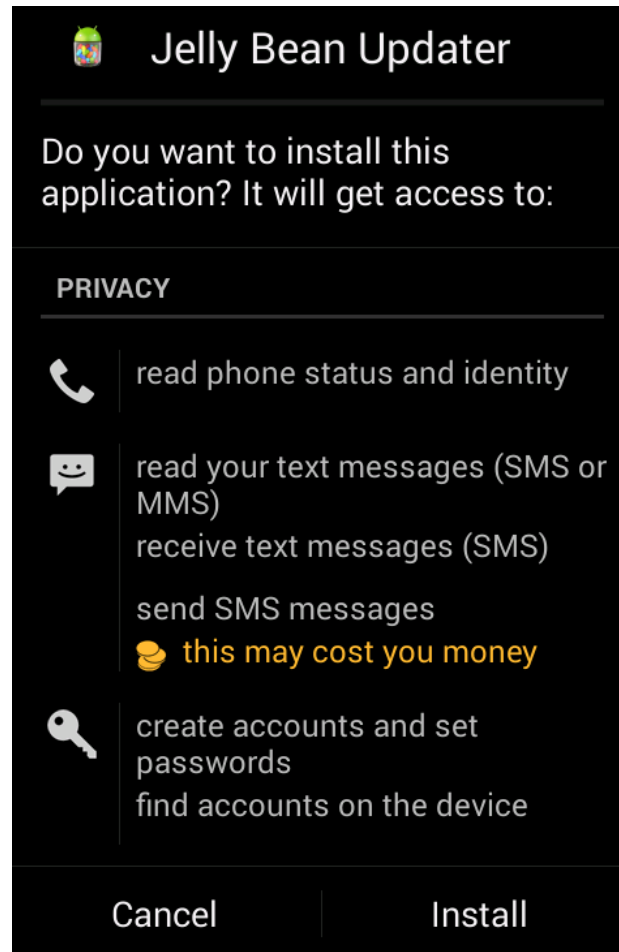 Jelly Bean Updater
Do you want to install this
application? It will get access to:
PRIVACY
read phone status and identity
read your text messages (SMS or
MMS)
receive text messages (SMS)
send SMS messages
this may cost you money
create accounts and set
passwords
find accounts on the device
Cancel
Install